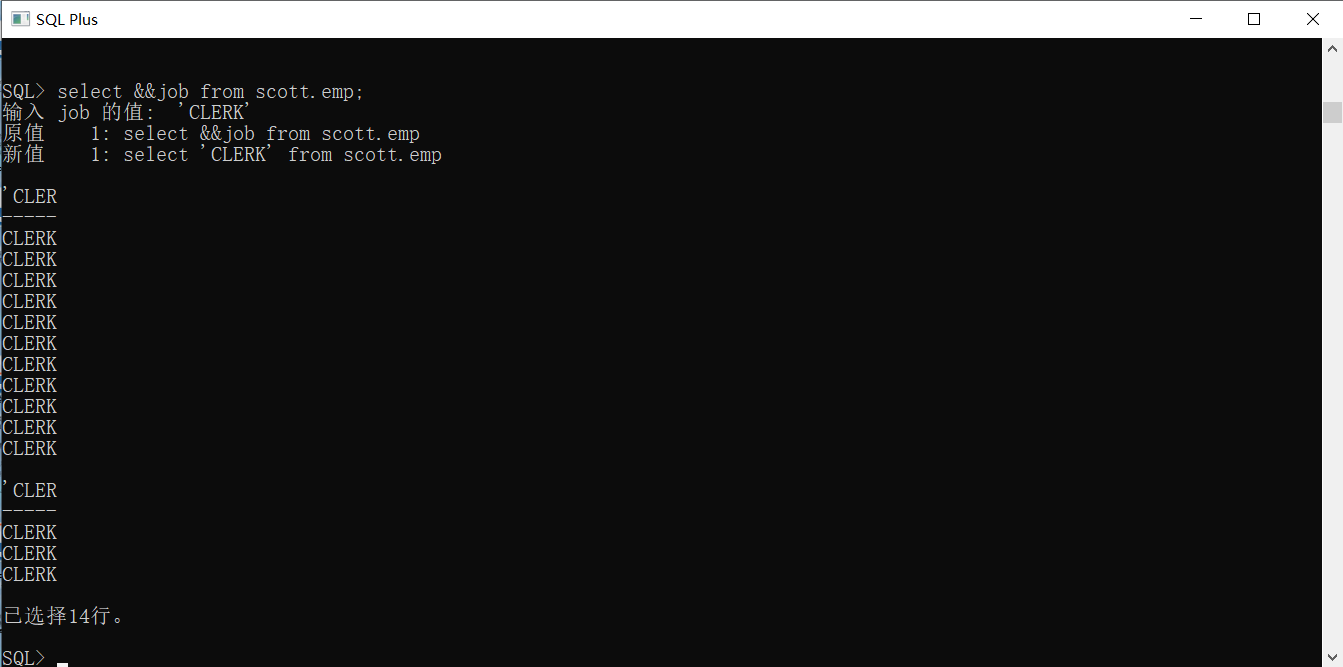 SQL Plus
SQL> select &&job from scott.emp;
输入 job 的值:  'CLERK'
原值    1: select &&job from scott.emp
新值    1: select 'CLERK' from scott.emp
'CLER
-----
CLERK
CLERK
CLERK
CLERK
CLERK
CLERK
CLERK
CLERK
CLERK
CLERK
CLERK
'CLER
-----
CLERK
CLERK
CLERK
已选择14行。
SQL>